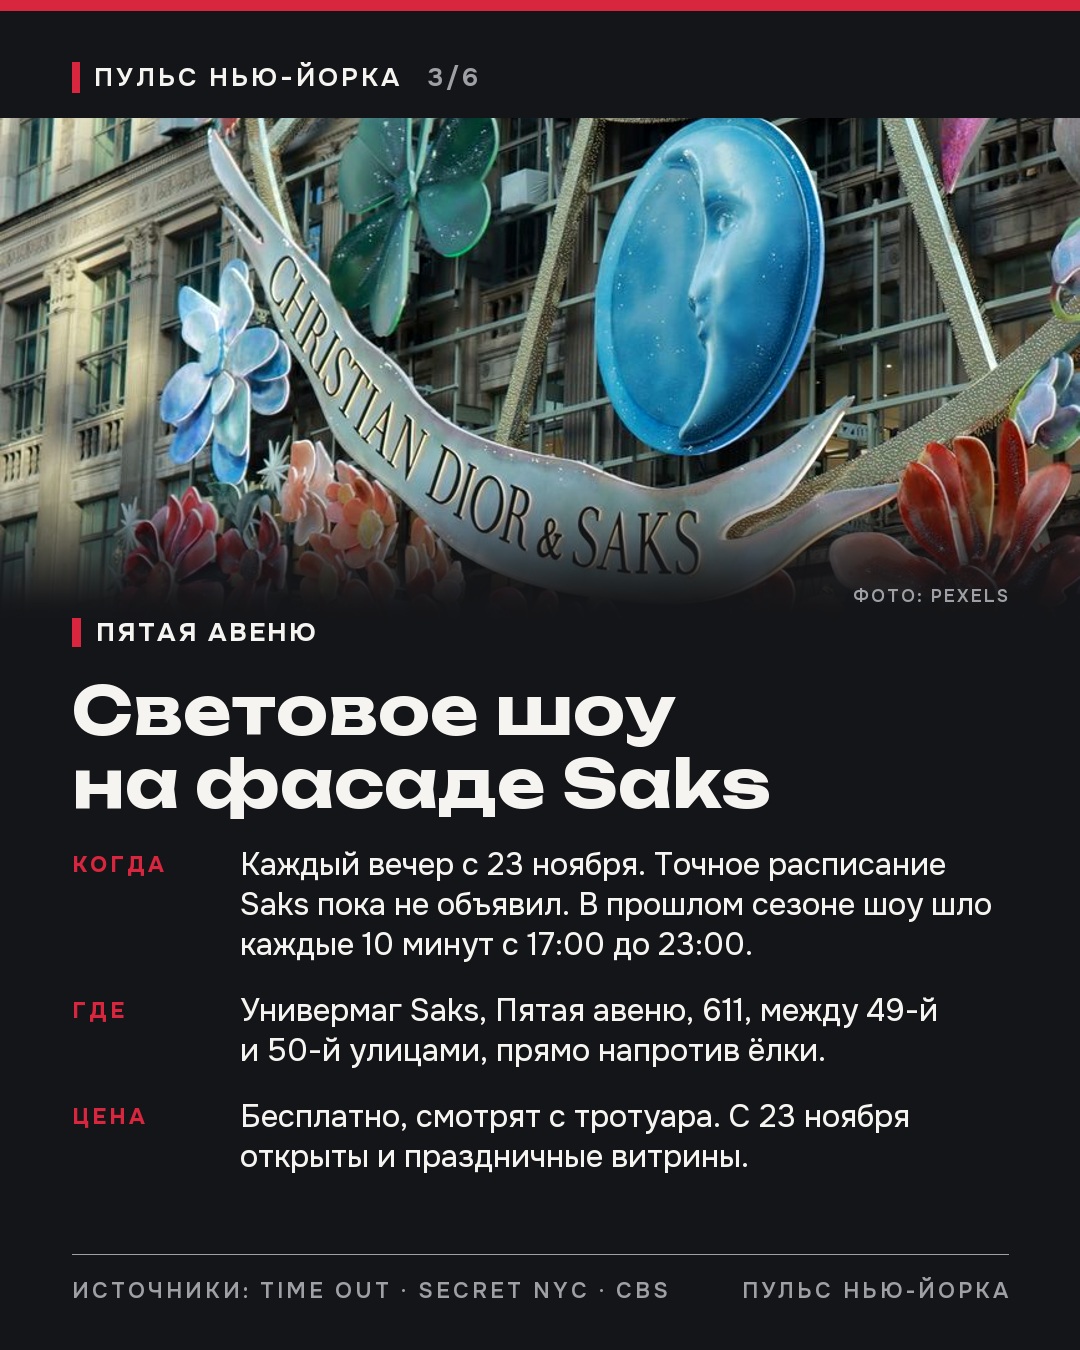 ПУЛЬС НЬЮ-ЙОРКА 3/6
CHRISTIAN DIOR & SAKS
ФОТО: PEXELS
ПЯТАЯ АВЕНЮ
Световое шоу
на фасаде Saks
КОГДА
Каждый вечер с 23 ноября. Точное расписание
Saks пока не объявил. В прошлом сезоне шоу шло
каждые 10 минут с 17:00 до 23:00.
ГДЕ
Универмаг Saks, Пятая авеню, 611, между 49-й
и 50-й улицами, прямо напротив ёлки.
ЦЕНА
Бесплатно, смотрят с тротуара. С 23 ноября
открыты и праздничные витрины.
ИСТОЧНИКИ: TIME OUT · SECRET NYC · CBS
ПУЛЬС НЬЮ-ЙОРКА